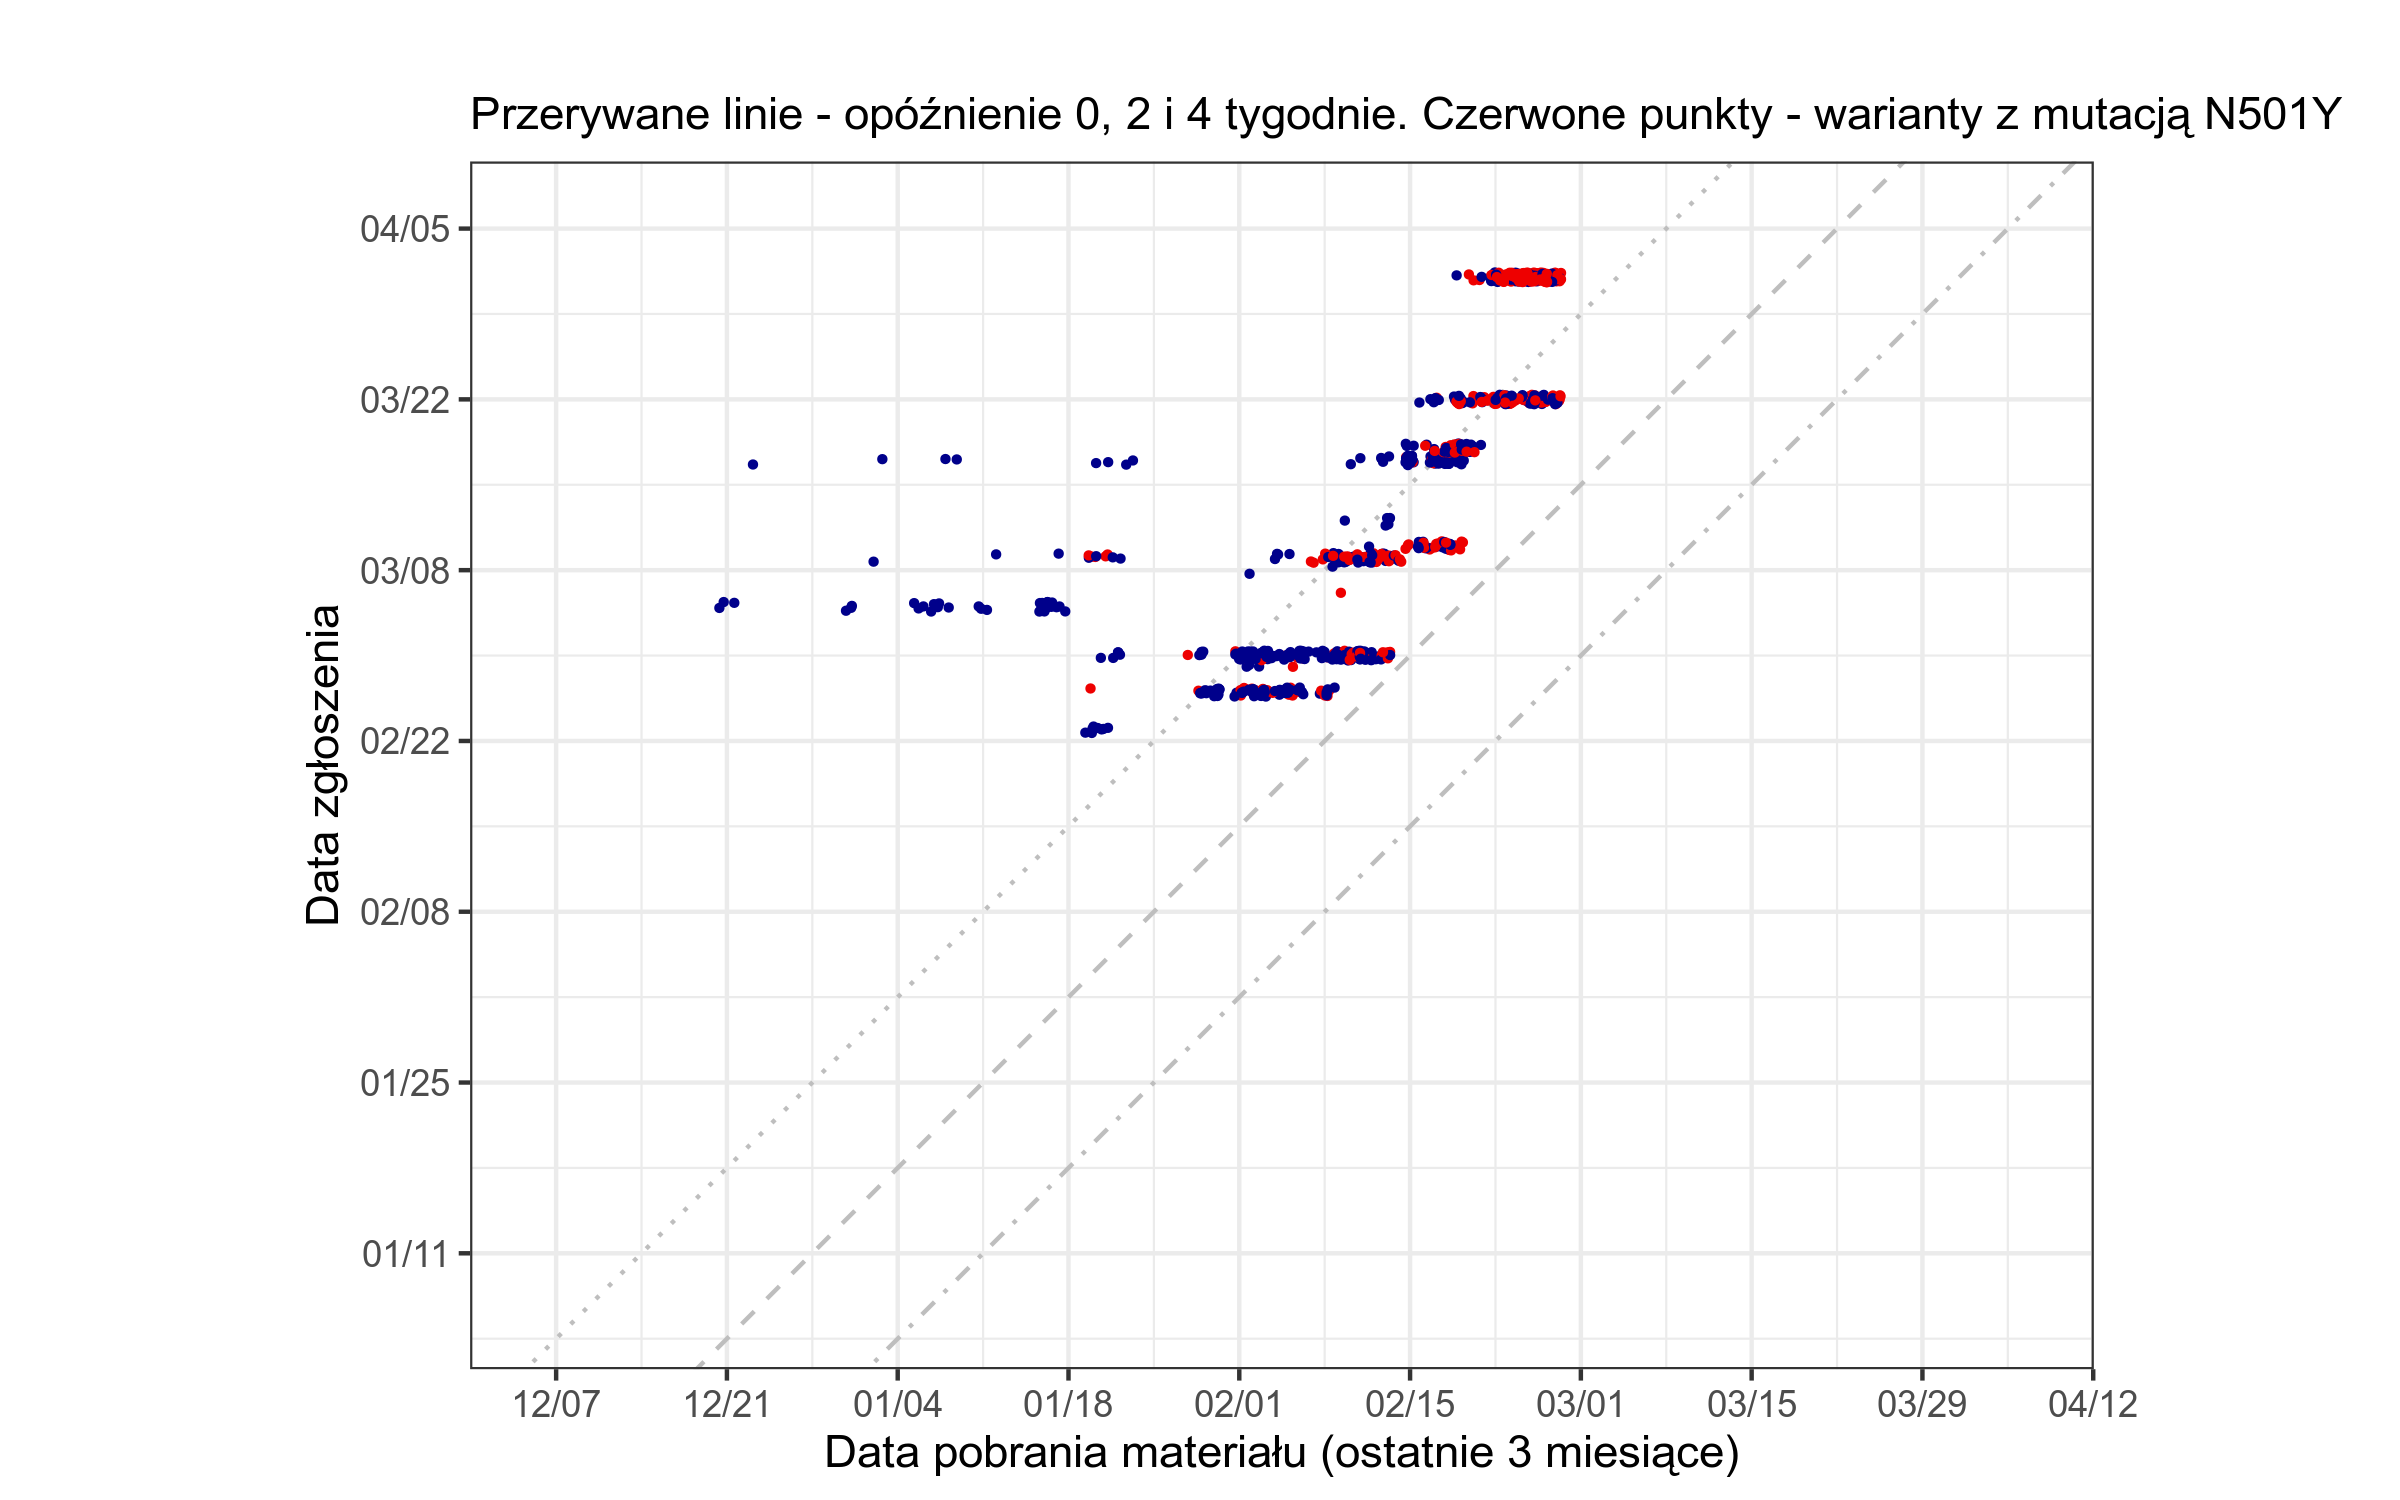 Przerywane linie - opóźnienie 0, 2 i 4 tygodnie. Czerwone punkty - warianty z mutacją N501Y
Data zgłoszenia
04/05
03/22
03/08
02/22
02/08
01/25
01/11
12/07 12/21 01/04 01/18 02/01 02/15 03/01 03/15 03/29 04/12
Data pobrania materiału (ostatnie 3 miesiące)